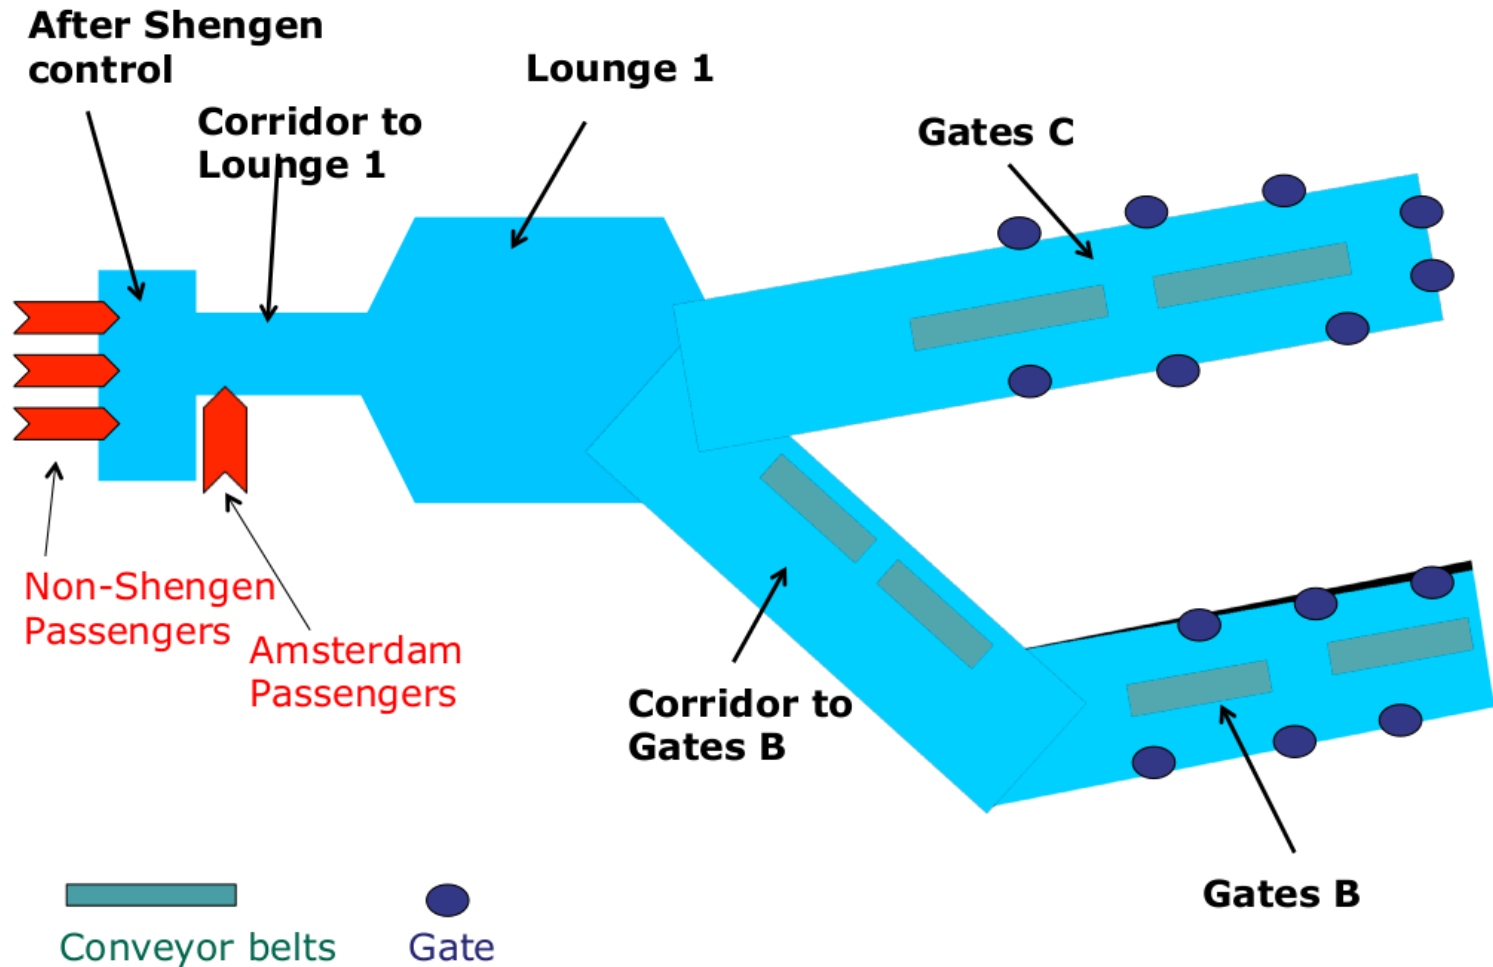 After Shengen
control
Corridor to
Lounge 1
Lounge 1
Gates C
Non-Shengen
Passengers
Amsterdam
Passengers
Corridor to
Gates B
Gates B
Conveyor belts
Gate